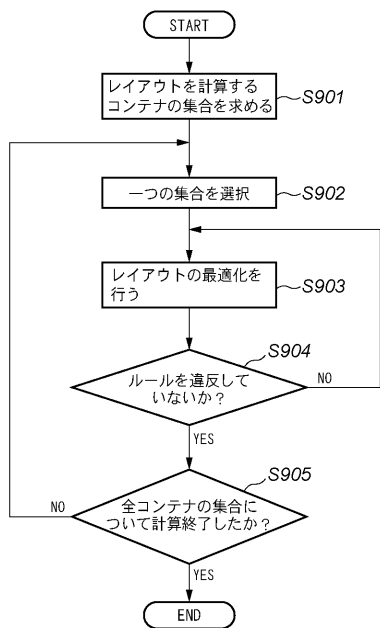 START
レイアウトを計算する
コンテナの集合を求める
S901
一つの集合を選択
S902
レイアウトの最適化を
行う
S903
S904
ルールを違反して
いないか?
NO
YES
S905
全コンテナの集合に
ついて計算終了したか?
NO
YES
END